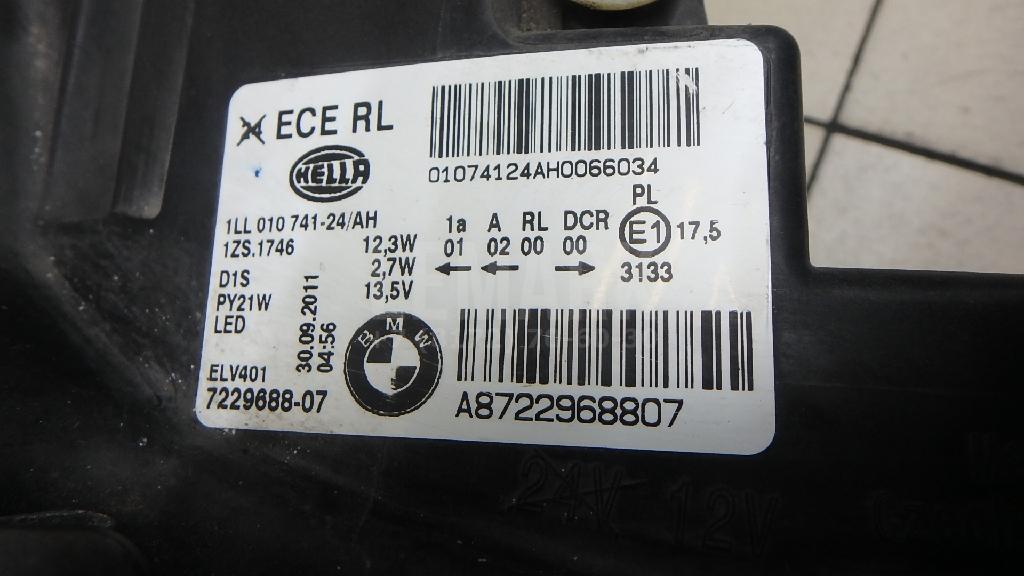 ECE RL
HELLA
01074124AH0066034
PL
1LL 010 741-24/AH
1a A RL DCR E1 17,5
1ZS.1746 12,3W 01 02 00 00
D1S 2,7W ← ← → 3133
PY21W 13,5V
LED
30.09.2011
04:56
BMW
ELV401
7229688-07
A8722968807
24V 12V